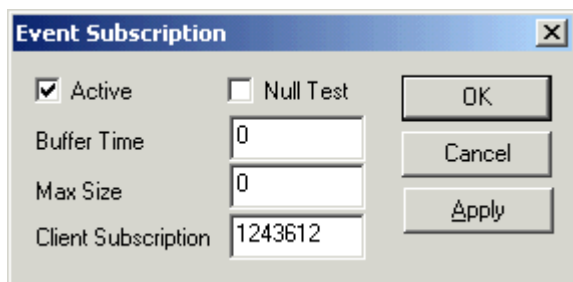 Event Subscription
Active
Null Test
OK
Buffer Time
0
Cancel
Max Size
0
Apply
Client Subscription
1243612